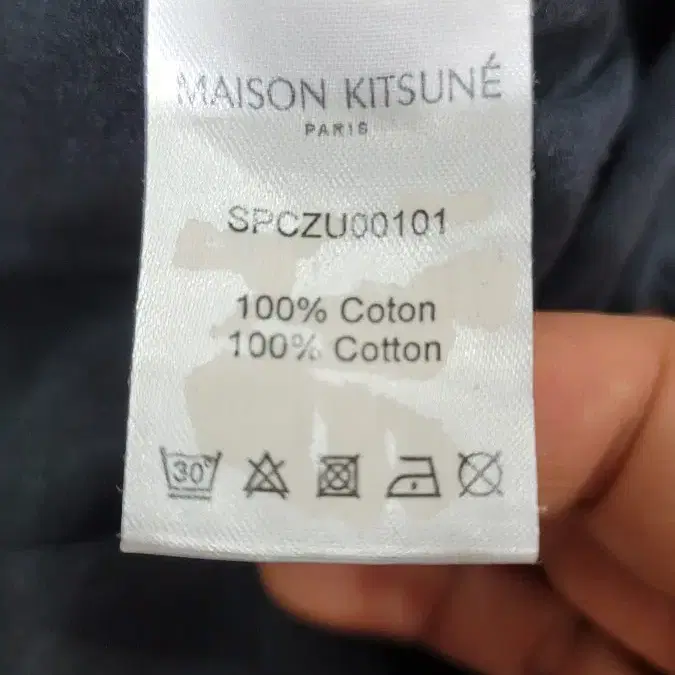 MAISON KITSUNÉ
PARIS
SPCZU00101
100% Coton
100% Cotton
30°